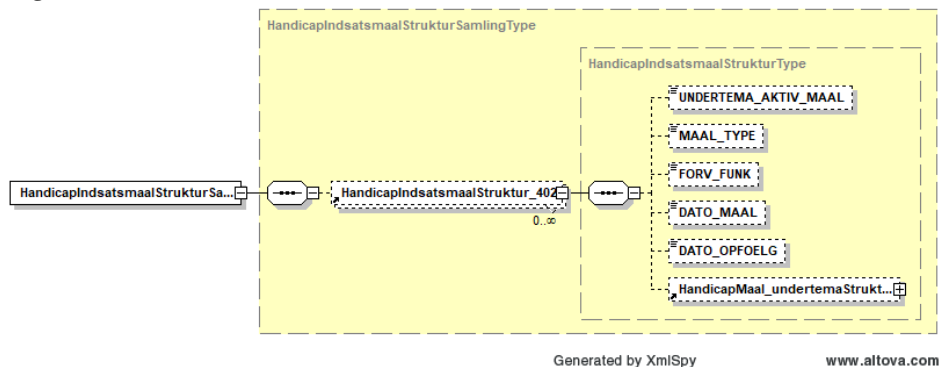 HandicapIndsatsmaalStrukturSamlingType
HandicapIndsatsmaalStrukturType
UNDERTEMA_AKTIV_MAAL
MAAL_TYPE
FORV_FUNK
HandicapIndsatsmaalStrukturSa...
HandicapIndsatsmaalStruktur_402
0..∞
DATO_MAAL
DATO_OPFOELG
HandicapMaal_undertemaStrukt...
Generated by XmlSpy
www.altova.com